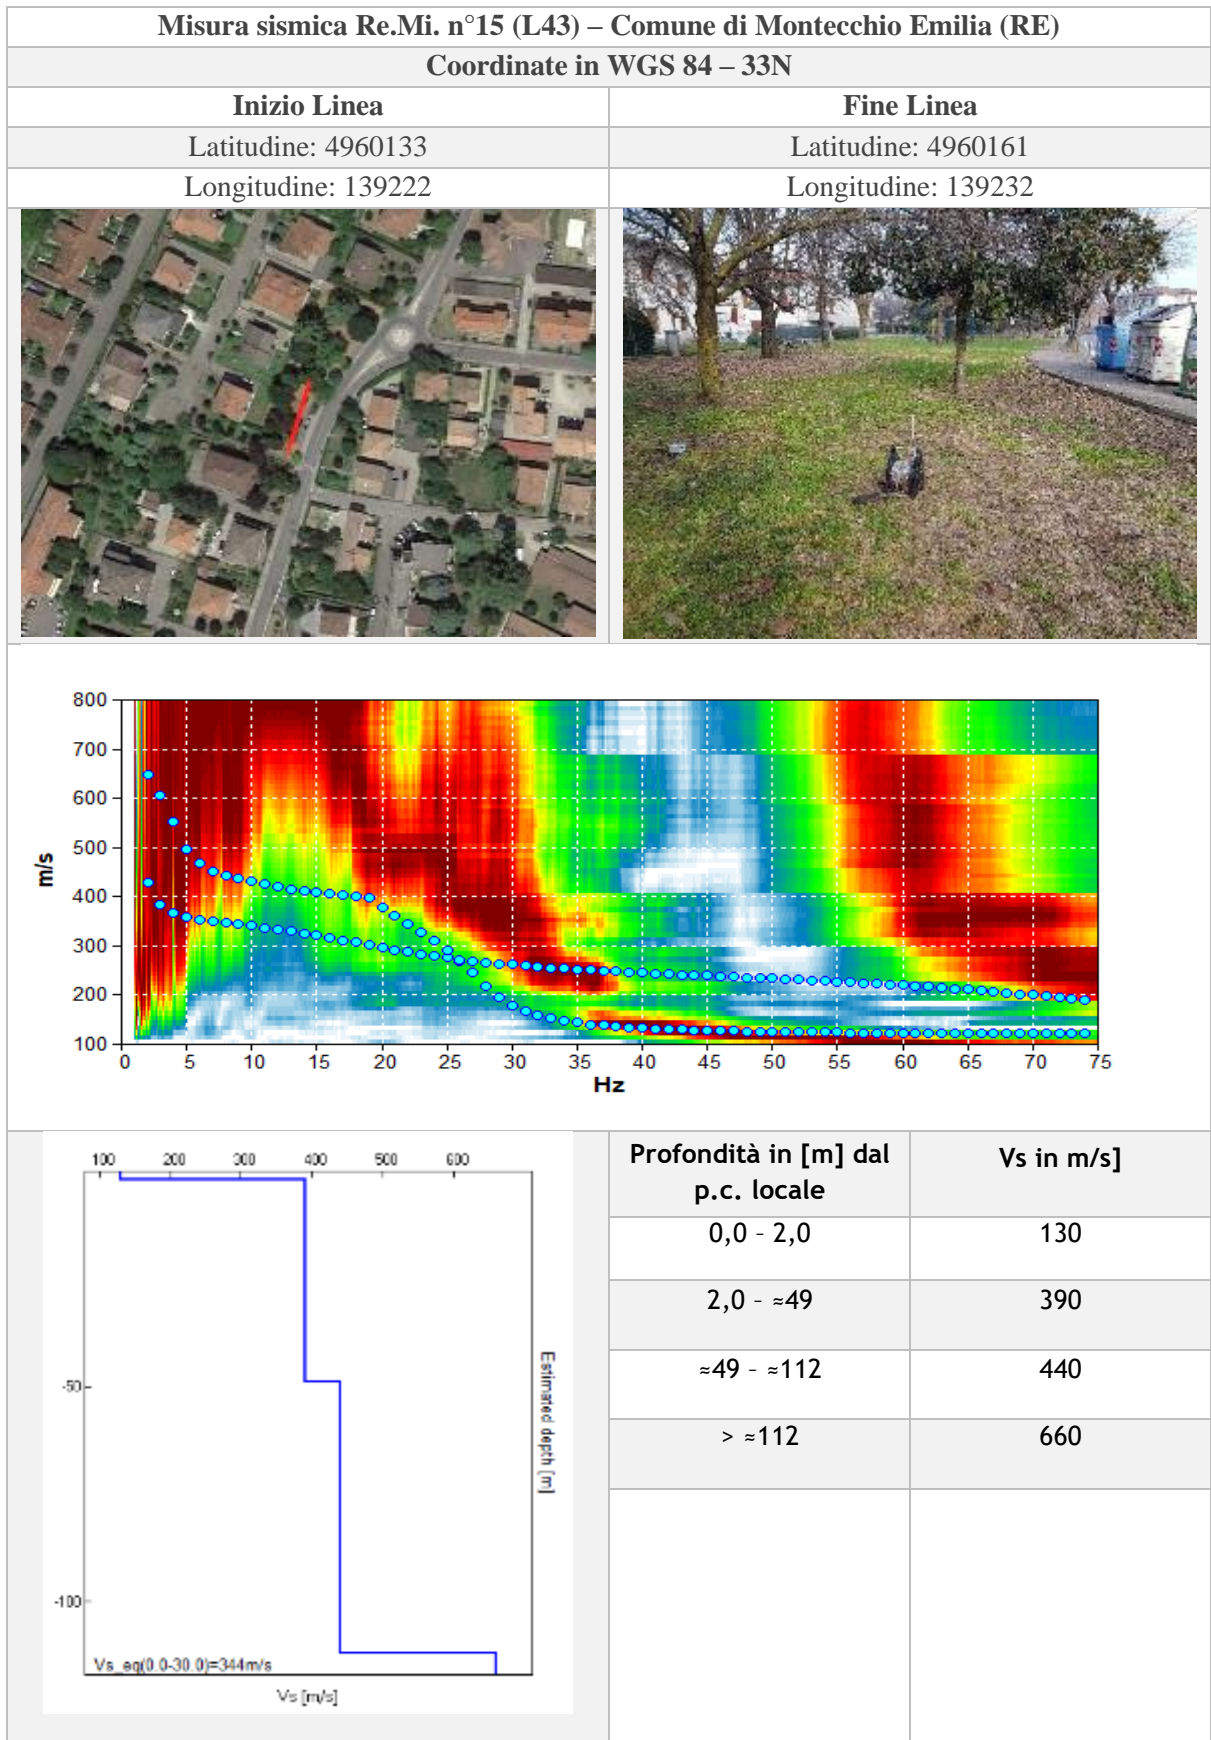 Misura sismica Re.Mi. n°15 (L43) – Comune di Montecchio Emilia (RE)
Coordinate in WGS 84 – 33N
Inizio Linea
Fine Linea
Latitudine: 4960133
Latitudine: 4960161
Longitudine: 139222
Longitudine: 139232
800
700
600
500
400
300
200
100
m/s
0 5 10 15 20 25 30 35 40 45 50 55 60 65 70 75
Hz
100 200 300 400 500 600
-50
-100
Estimated depth [m]
Vs_eq(0.0-30.0)=344m/s
Vs [m/s]
Profondità in [m] dal
p.c. locale
Vs in m/s]
0,0 – 2,0
130
2,0 – ≈49
390
≈49 – ≈112
440
> ≈112
660